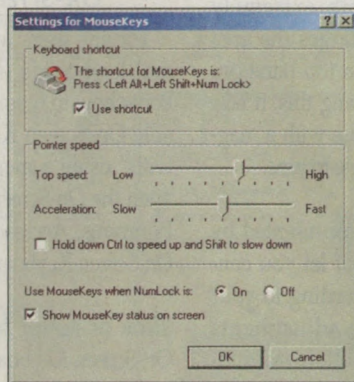 Settings for MouseKeys
Keyboard shortcut
The shortcut for MouseKeys is:
Press <Left Alt+Left Shift+Num Lock>
Use shortcut
Pointer speed
Top speed: Low High
Acceleration: Slow Fast
Hold down Ctrl to speed up and Shift to slow down
Use MouseKeys when NumLock is: On Off
Show MouseKey status on screen
OK Cancel